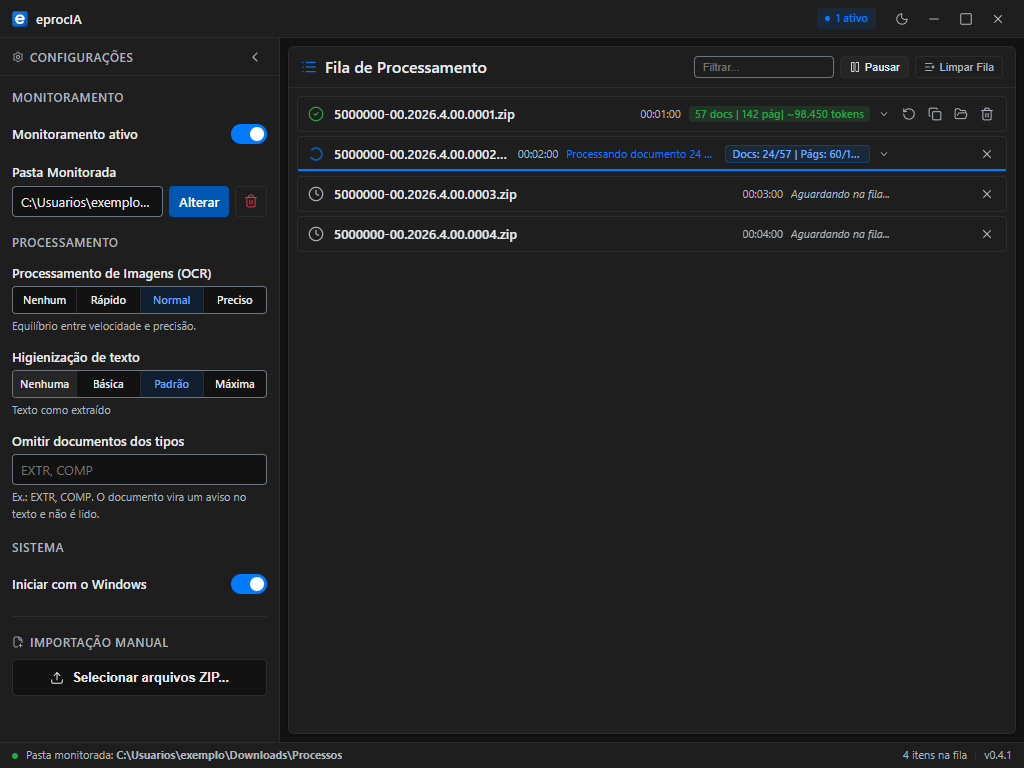 eprocIA
1 ativo
CONFIGURAÇÕES
MONITORAMENTO
Monitoramento ativo
Pasta Monitorada
C:\Usuarios\exemplo...
Alterar
PROCESSAMENTO
Processamento de Imagens (OCR)
Nenhum Rápido Normal Preciso
Equilíbrio entre velocidade e precisão.
Higienização de texto
Nenhuma Básica Padrão Máxima
Texto como extraído
Omitir documentos dos tipos
EXTR, COMP
Ex.: EXTR, COMP. O documento vira um aviso no
texto e não é lido.
SISTEMA
Iniciar com o Windows
IMPORTAÇÃO MANUAL
Selecionar arquivos ZIP...
Fila de Processamento
Filtrar...
Pausar
Limpar Fila
5000000-00.2026.4.00.0001.zip 00:01:00 57 docs | 142 pág| ~98.450 tokens
5000000-00.2026.4.00.0002... 00:02:00 Processando documento 24 ... Docs: 24/57 | Págs: 60/1...
5000000-00.2026.4.00.0003.zip 00:03:00 Aguardando na fila...
5000000-00.2026.4.00.0004.zip 00:04:00 Aguardando na fila...
Pasta monitorada: C:\Usuarios\exemplo\Downloads\Processos
4 itens na fila
v0.4.1